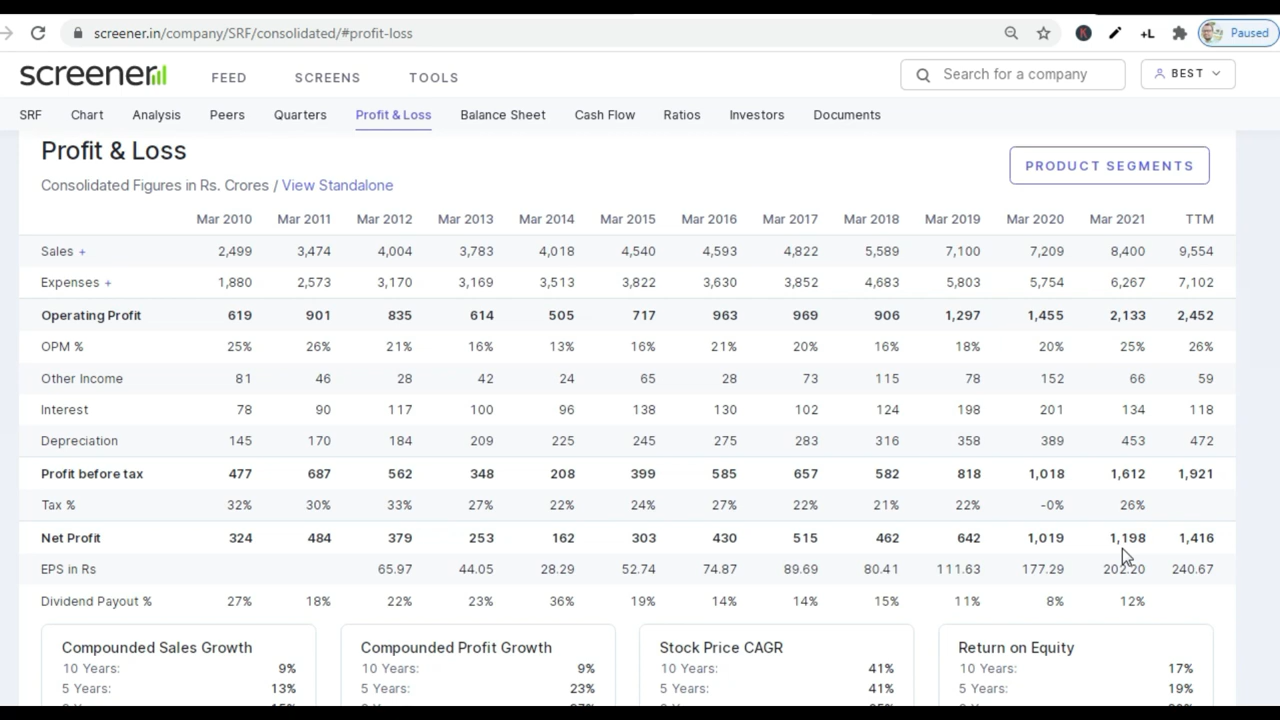 screener.in/company/SRF/consolidated/#profit-loss
K
+L
Paused
screener
FEED SCREENS TOOLS
Search for a company
BEST
SRF Chart Analysis Peers Quarters Profit & Loss Balance Sheet Cash Flow Ratios Investors Documents
Profit & Loss
PRODUCT SEGMENTS
Consolidated Figures in Rs. Crores / View Standalone
Mar 2010 Mar 2011 Mar 2012 Mar 2013 Mar 2014 Mar 2015 Mar 2016 Mar 2017 Mar 2018 Mar 2019 Mar 2020 Mar 2021 TTM
Sales + 2,499 3,474 4,004 3,783 4,018 4,540 4,593 4,822 5,589 7,100 7,209 8,400 9,554
Expenses + 1,880 2,573 3,170 3,169 3,513 3,822 3,630 3,852 4,683 5,803 5,754 6,267 7,102
Operating Profit 619 901 835 614 505 717 963 969 906 1,297 1,455 2,133 2,452
OPM % 25% 26% 21% 16% 13% 16% 21% 20% 16% 18% 20% 25% 26%
Other Income 81 46 28 42 24 65 28 73 115 78 152 66 59
Interest 78 90 117 100 96 138 130 102 124 198 201 134 118
Depreciation 145 170 184 209 225 245 275 283 316 358 389 453 472
Profit before tax 477 687 562 348 208 399 585 657 582 818 1,018 1,612 1,921
Tax % 32% 30% 33% 27% 22% 24% 27% 22% 21% 22% -0% 26%
Net Profit 324 484 379 253 162 303 430 515 462 642 1,019 1,198 1,416
EPS in Rs 65.97 44.05 28.29 52.74 74.87 89.69 80.41 111.63 177.29 202.20 240.67
Dividend Payout % 27% 18% 22% 23% 36% 19% 14% 14% 15% 11% 8% 12%
Compounded Sales Growth Compounded Profit Growth Stock Price CAGR Return on Equity
10 Years: 9% 10 Years: 9% 10 Years: 41% 10 Years: 17%
5 Years: 13% 5 Years: 23% 5 Years: 41% 5 Years: 19%